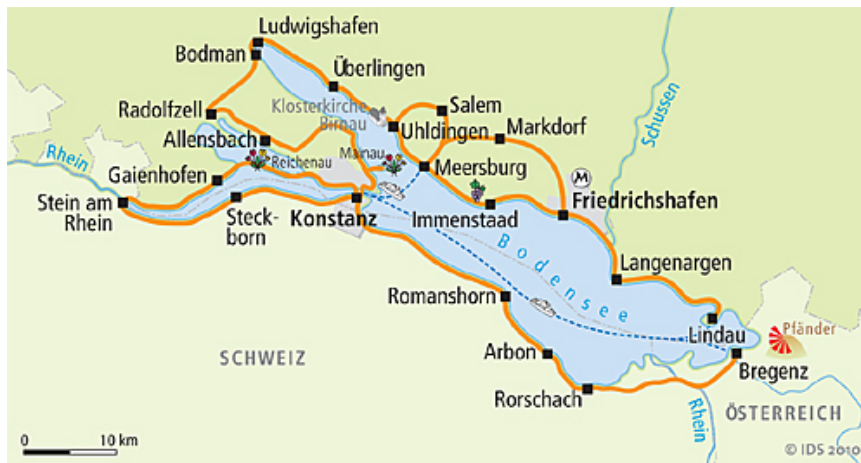 Ludwigshafen
Bodman
Überlingen
Radolfzell
Klosterkirche
Birnau
Salem
Allensbach
Uhldingen
Markdorf
Schussen
Rhein
Reichenau
Mainau
Gaienhofen
Meersburg
Stein am
Rhein
Steck-
born
Konstanz
Immenstaad
M
Friedrichshafen
Bodensee
Langenargen
Romanshorn
Lindau
Pfänder
SCHWEIZ
Arbon
Bregenz
Rorschach
Rhein
ÖSTERREICH
0 10 km
© IDS 2010